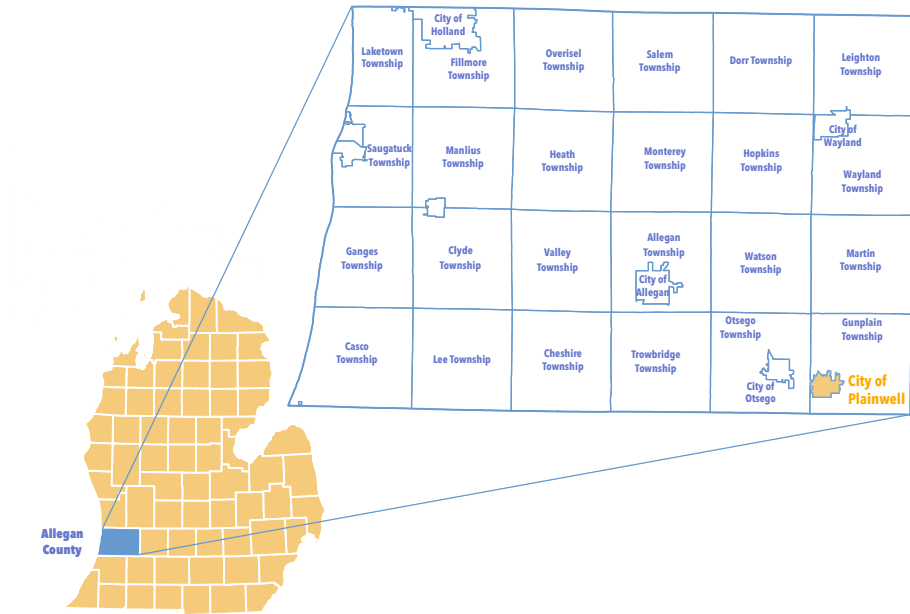 City of
Holland
Laketown
Township
Fillmore
Township
Overisel
Township
Salem
Township
Dorr Township
Leighton
Township
Saugatuck
Township
Manlius
Township
Heath
Township
Monterey
Township
Hopkins
Township
City of
Wayland
Wayland
Township
Ganges
Township
Clyde
Township
Valley
Township
Allegan
Township
City of
Allegan
Watson
Township
Martin
Township
Casco
Township
Lee Township
Cheshire
Township
Trowbridge
Township
Otsego
Township
City of
Otsego
Gunplain
Township
City of
Plainwell
Allegan
County